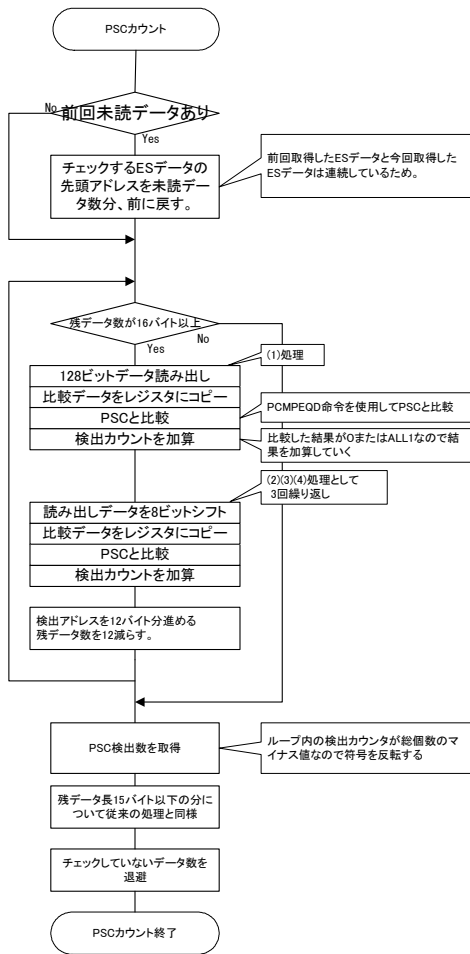 PSCカウント
前回未読データあり
No
Yes
チェックするESデータの
先頭アドレスを未読デー
タ数分、前に戻す。
前回取得したESデータと今回取得した
ESデータは連続しているため。
残データ数が16バイト以上
No
Yes
(1)処理
128ビットデータ読み出し
比較データをレジスタにコピー
PSCと比較
PCMPEQD命令を使用してPSCと比較
検出カウントを加算
比較した結果が0またはALL1なので結
果を加算していく
(2)(3)(4)処理として
3回繰り返し
読み出しデータを8ビットシフト
比較データをレジスタにコピー
PSCと比較
検出カウントを加算
検出アドレスを12バイト分進める
残データ数を12減らす。
PSC検出数を取得
ループ内の検出カウンタが総個数のマ
イナス値なので符号を反転する
残データ長15バイト以下の分に
ついて従来の処理と同様
チェックしていないデータ数を
退避
PSCカウント終了